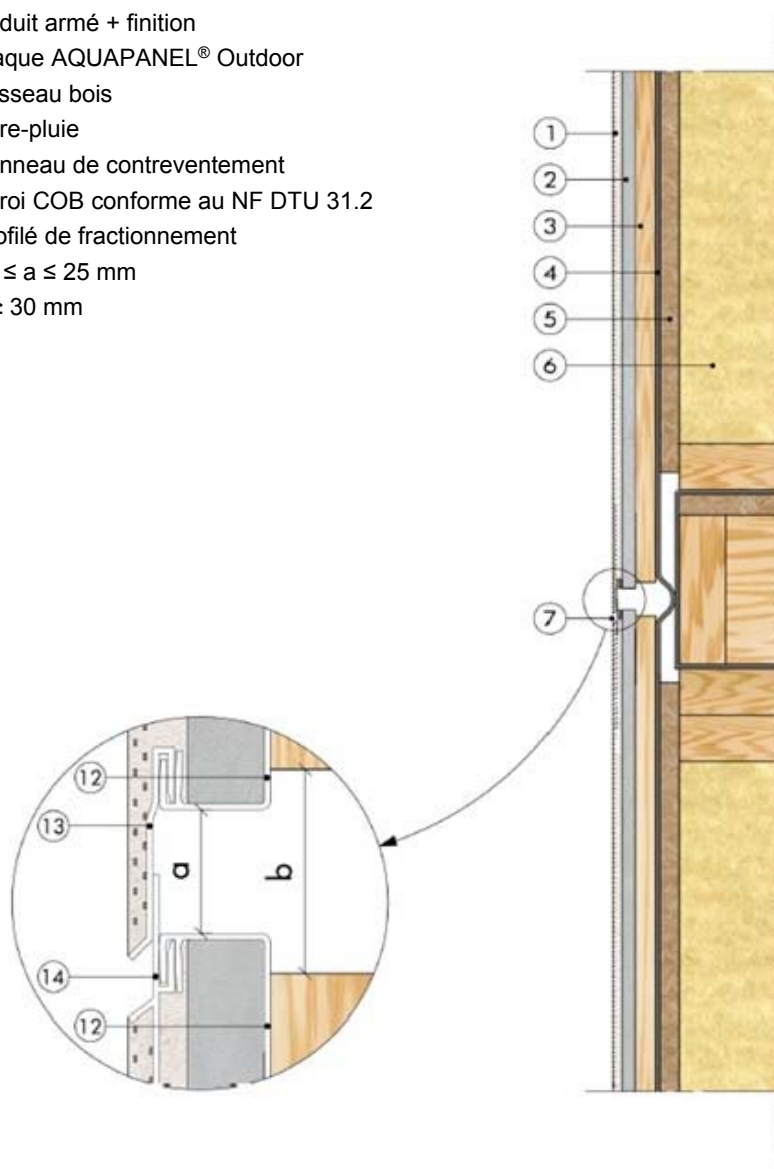 duit armé + finition
aque AQUAPANEL® Outdoor
sseau bois
re-pluie
nneau de contreventement
roi COB conforme au NF DTU 31.2
ofilé de fractionnement
≤ a ≤ 25 mm
30 mm
1
2
3
4
5
6
7
12
13
a
b
14
12